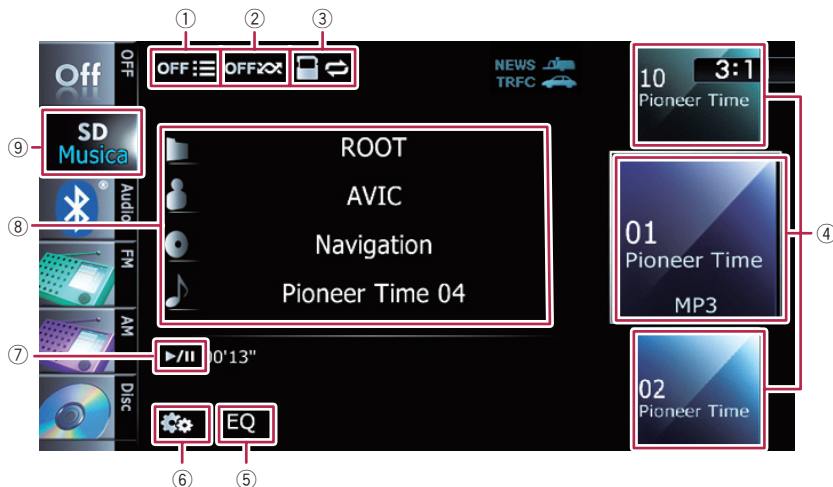 ① ② ③
Off OFF
OFF OFF
NEWS
TRFC
10 3:1
Pioneer Time
⑨ SD
Musica
® Audio
⑧ ROOT
AVIC
Navigation
Pioneer Time 04
④ 01
Pioneer Time
MP3
FM
AM
⑦ ►/II 00'13"
Disc
02
Pioneer Time
EQ
⑥ ⑤